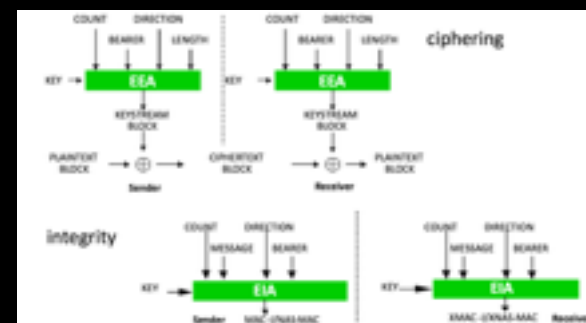 COUNT DIRECTION COUNT DIRECTION
BEARER LENGTH BEARER LENGTH
ciphering
KEY EEA KEY EEA
KEYSTREAM BLOCK KEYSTREAM BLOCK
PLAINTEXT BLOCK CIPHERTEXT BLOCK PLAINTEXT BLOCK
Sender Receiver
integrity
COUNT DIRECTION COUNT DIRECTION
MESSAGE BEARER MESSAGE BEARER
KEY EIA KEY EIA
Sender Receiver